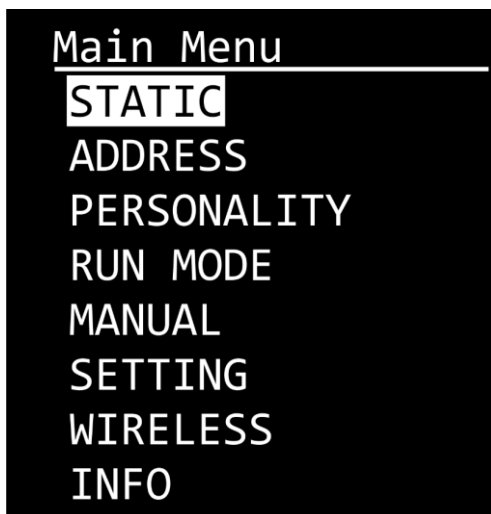 Main Menu
STATIC
ADDRESS
PERSONALITY
RUN MODE
MANUAL
SETTING
WIRELESS
INFO